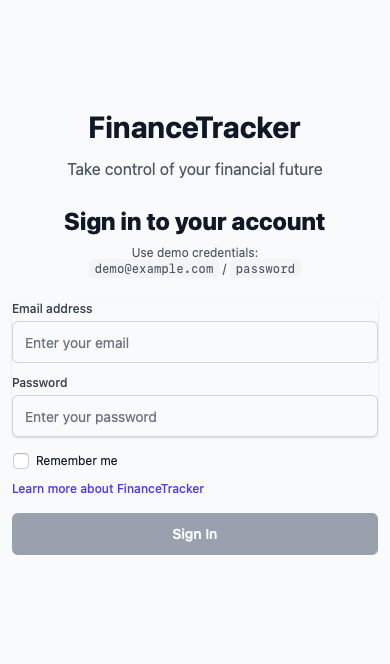 FinanceTracker
Take control of your financial future
Sign in to your account
Use demo credentials:
demo@example.com / password
Email address
Enter your email
Password
Enter your password
Remember me
Learn more about FinanceTracker
Sign In